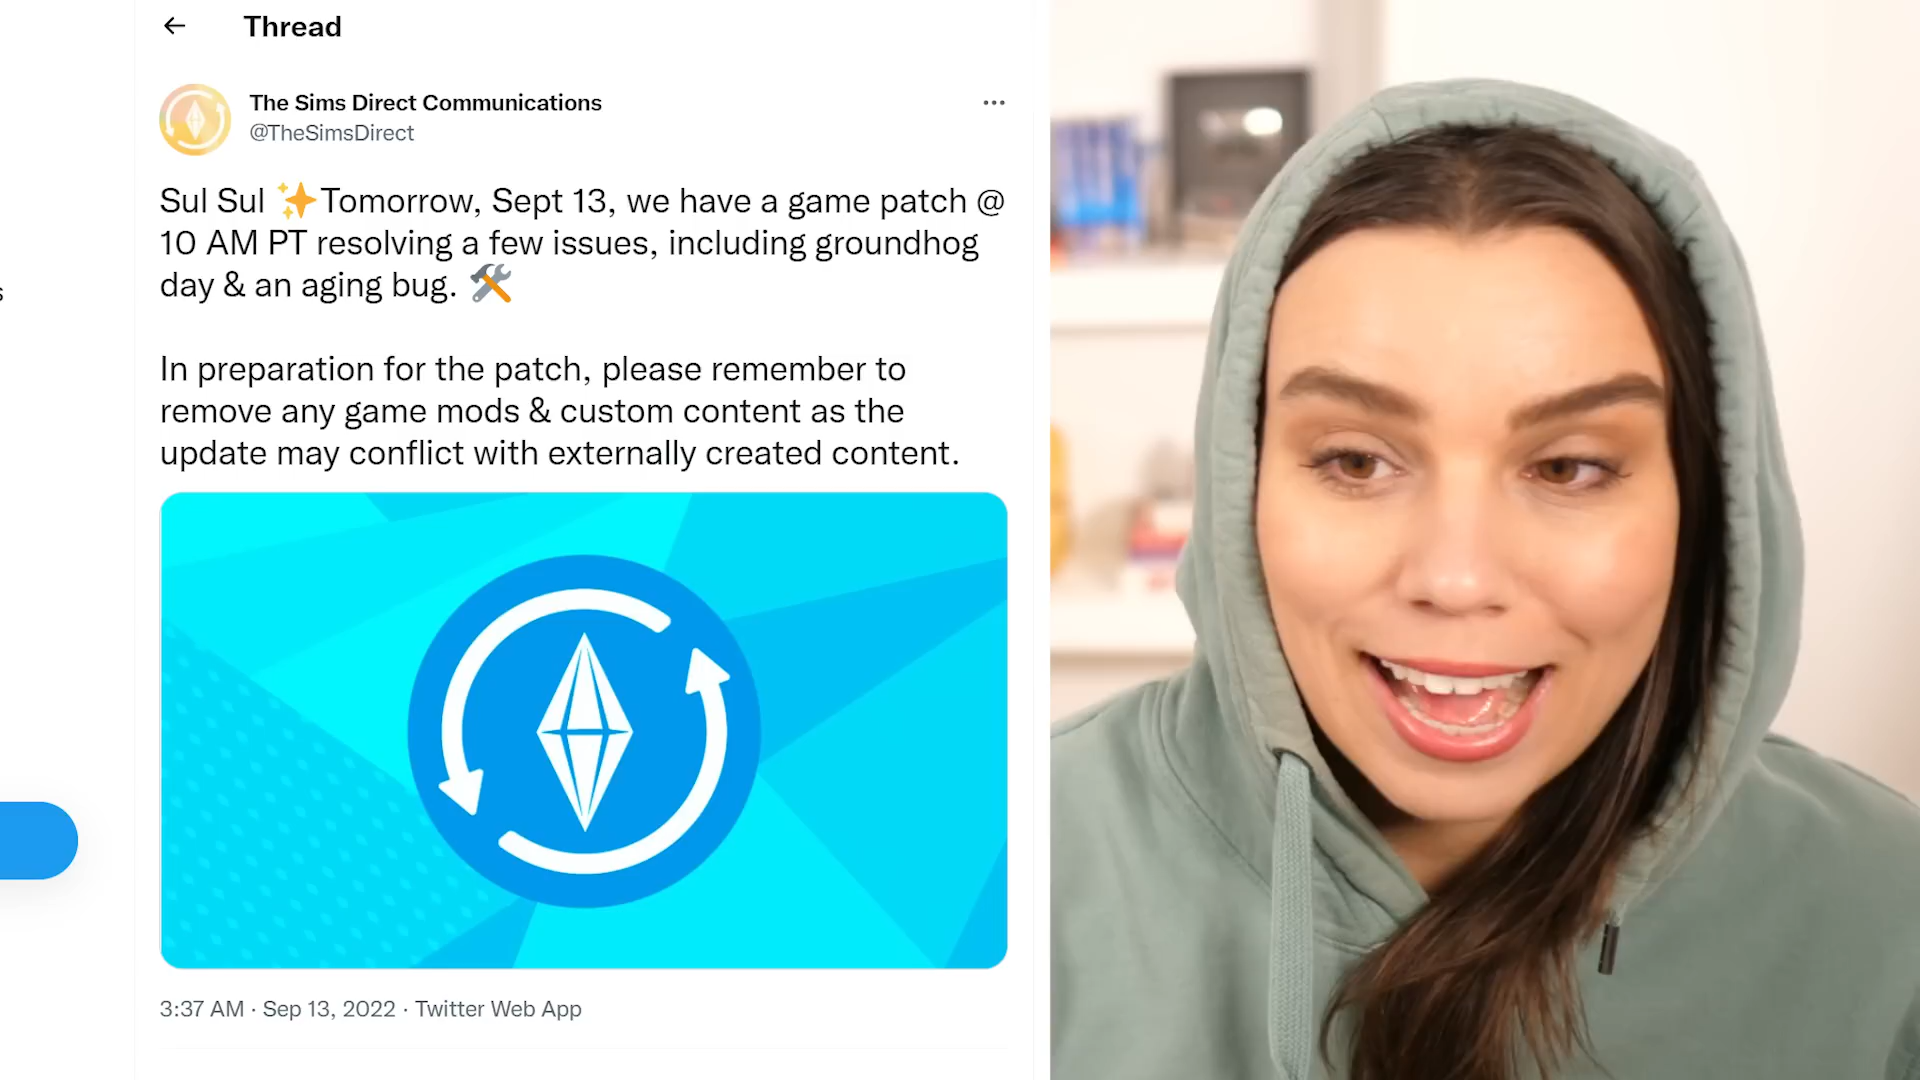 Thread
The Sims Direct Communications
@TheSimsDirect
Sul Sul ✨Tomorrow, Sept 13, we have a game patch @
10 AM PT resolving a few issues, including groundhog
day & an aging bug. 🛠️
In preparation for the patch, please remember to
remove any game mods & custom content as the
update may conflict with externally created content.
3:37 AM · Sep 13, 2022 · Twitter Web App